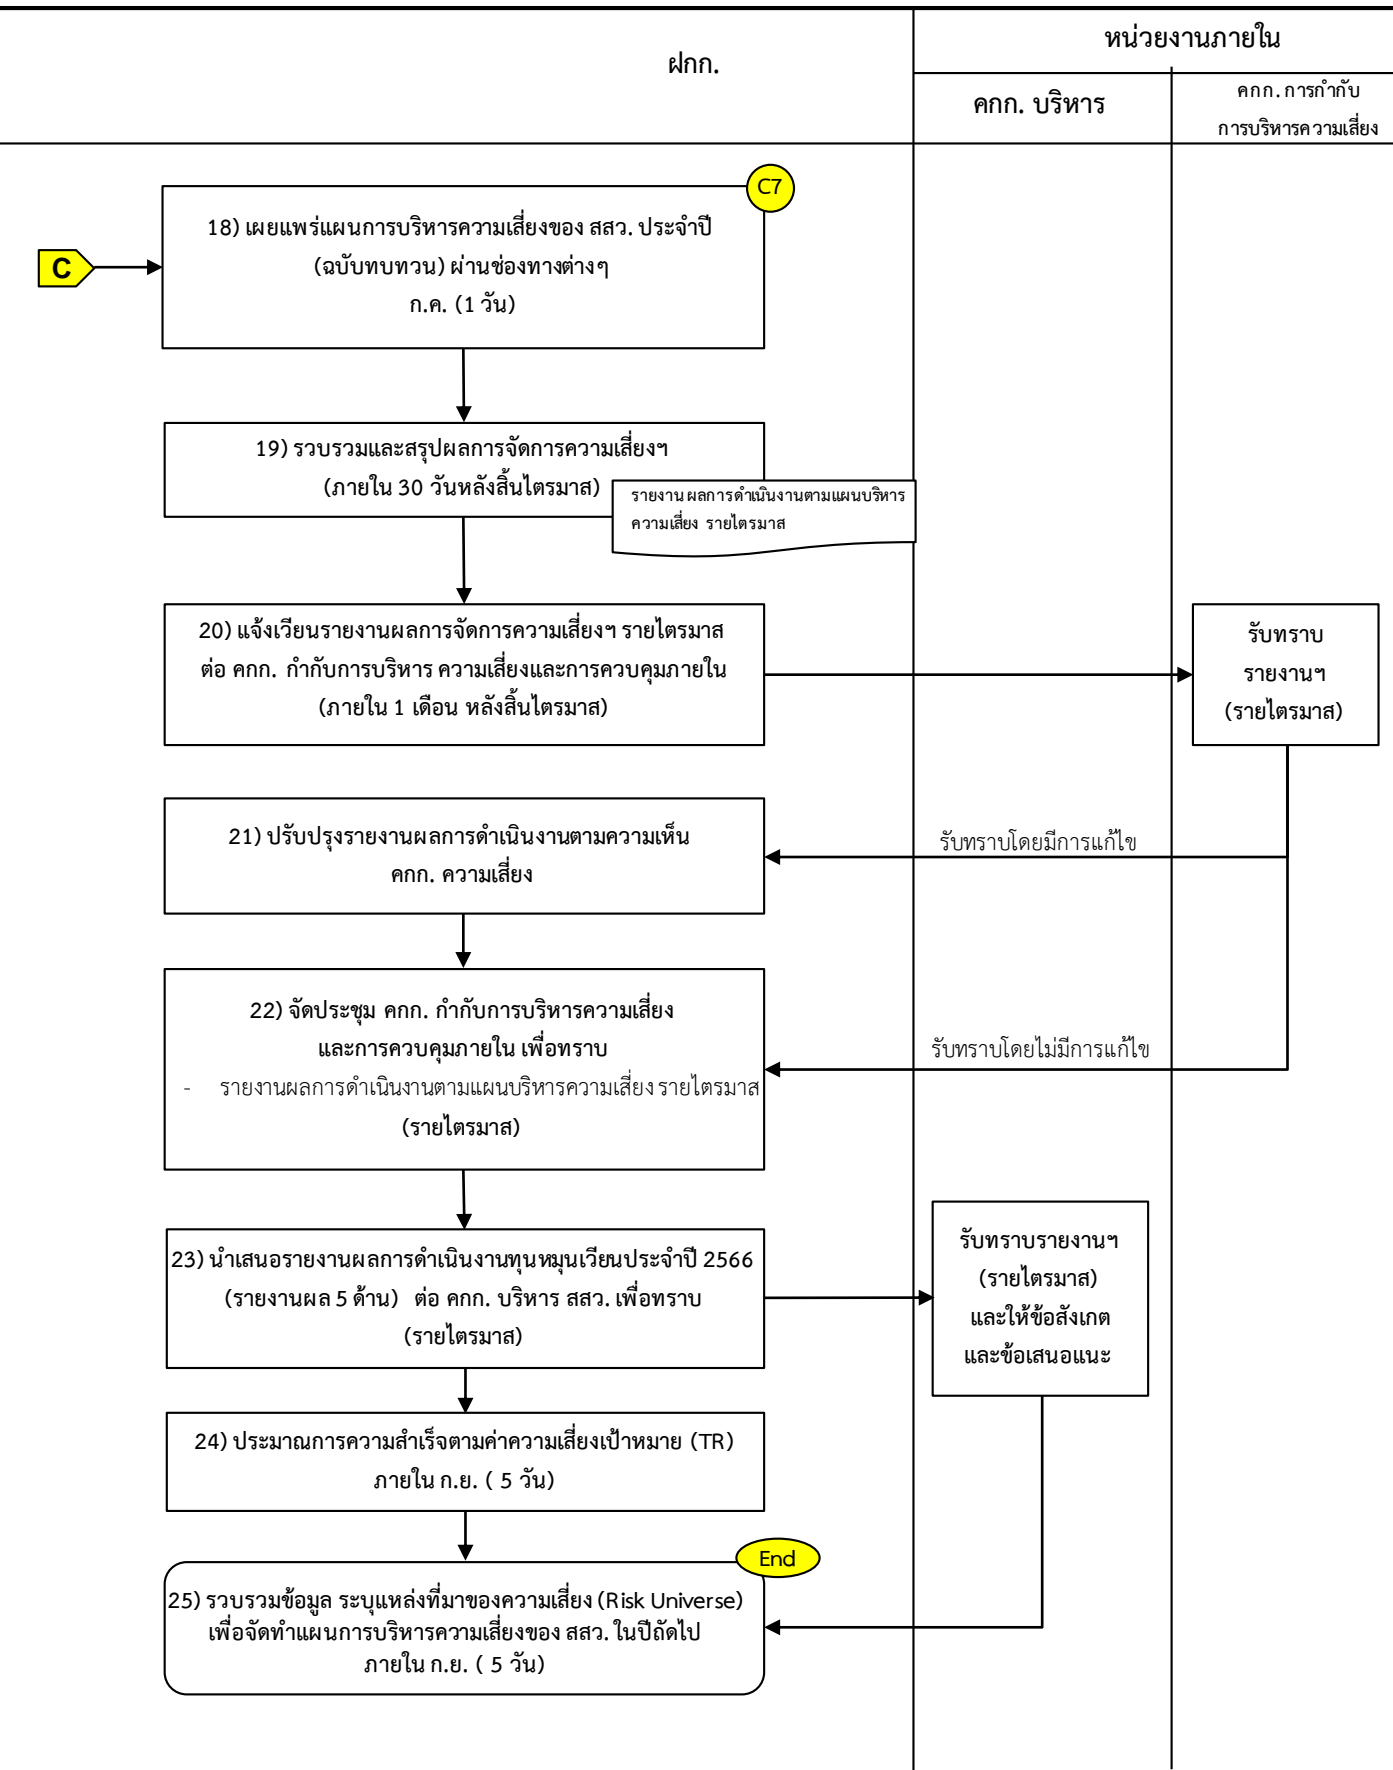 ฝกก.
หน่วยงานภายใน
คกก. บริหาร
คกก. การกำกับ
การบริหารความเสี่ยง
C7
18) เผยแพร่แผนการบริหารความเสี่ยงของ สสว. ประจำปี
(ฉบับทบทวน) ผ่านช่องทางต่างๆ
ก.ค. (1 วัน)
C
19) รวบรวมและสรุปผลการจัดการความเสี่ยงฯ
(ภายใน 30 วันหลังสิ้นไตรมาส)
รายงานผลการดำเนินงานตามแผนบริหาร
ความเสี่ยง รายไตรมาส
20) แจ้งเวียนรายงานผลการจัดการความเสี่ยงฯ รายไตรมาส
ต่อ คกก. กำกับการบริหาร ความเสี่ยงและการควบคุมภายใน
(ภายใน 1 เดือน หลังสิ้นไตรมาส)
รับทราบ
รายงานฯ
(รายไตรมาส)
21) ปรับปรุงรายงานผลการดำเนินงานตามความเห็น
คกก. ความเสี่ยง
รับทราบโดยมีการแก้ไข
22) จัดประชุม คกก. กำกับการบริหารความเสี่ยง
และการควบคุมภายใน เพื่อทราบ
- รายงานผลการดำเนินงานตามแผนบริหารความเสี่ยง รายไตรมาส
(รายไตรมาส)
รับทราบโดยไม่มีการแก้ไข
23) นำเสนอรายงานผลการดำเนินงานทุนหมุนเวียนประจำปี 2566
(รายงานผล 5 ด้าน) ต่อ คกก. บริหาร สสว. เพื่อทราบ
(รายไตรมาส)
รับทราบรายงานฯ
(รายไตรมาส)
และให้ข้อสังเกต
และข้อเสนอแนะ
24) ประมาณการความสำเร็จตามค่าความเสี่ยงเป้าหมาย (TR)
ภายใน ก.ย. ( 5 วัน)
End
25) รวบรวมข้อมูล ระบุแหล่งที่มาของความเสี่ยง (Risk Universe)
เพื่อจัดทำแผนการบริหารความเสี่ยงของ สสว. ในปีถัดไป
ภายใน ก.ย. ( 5 วัน)